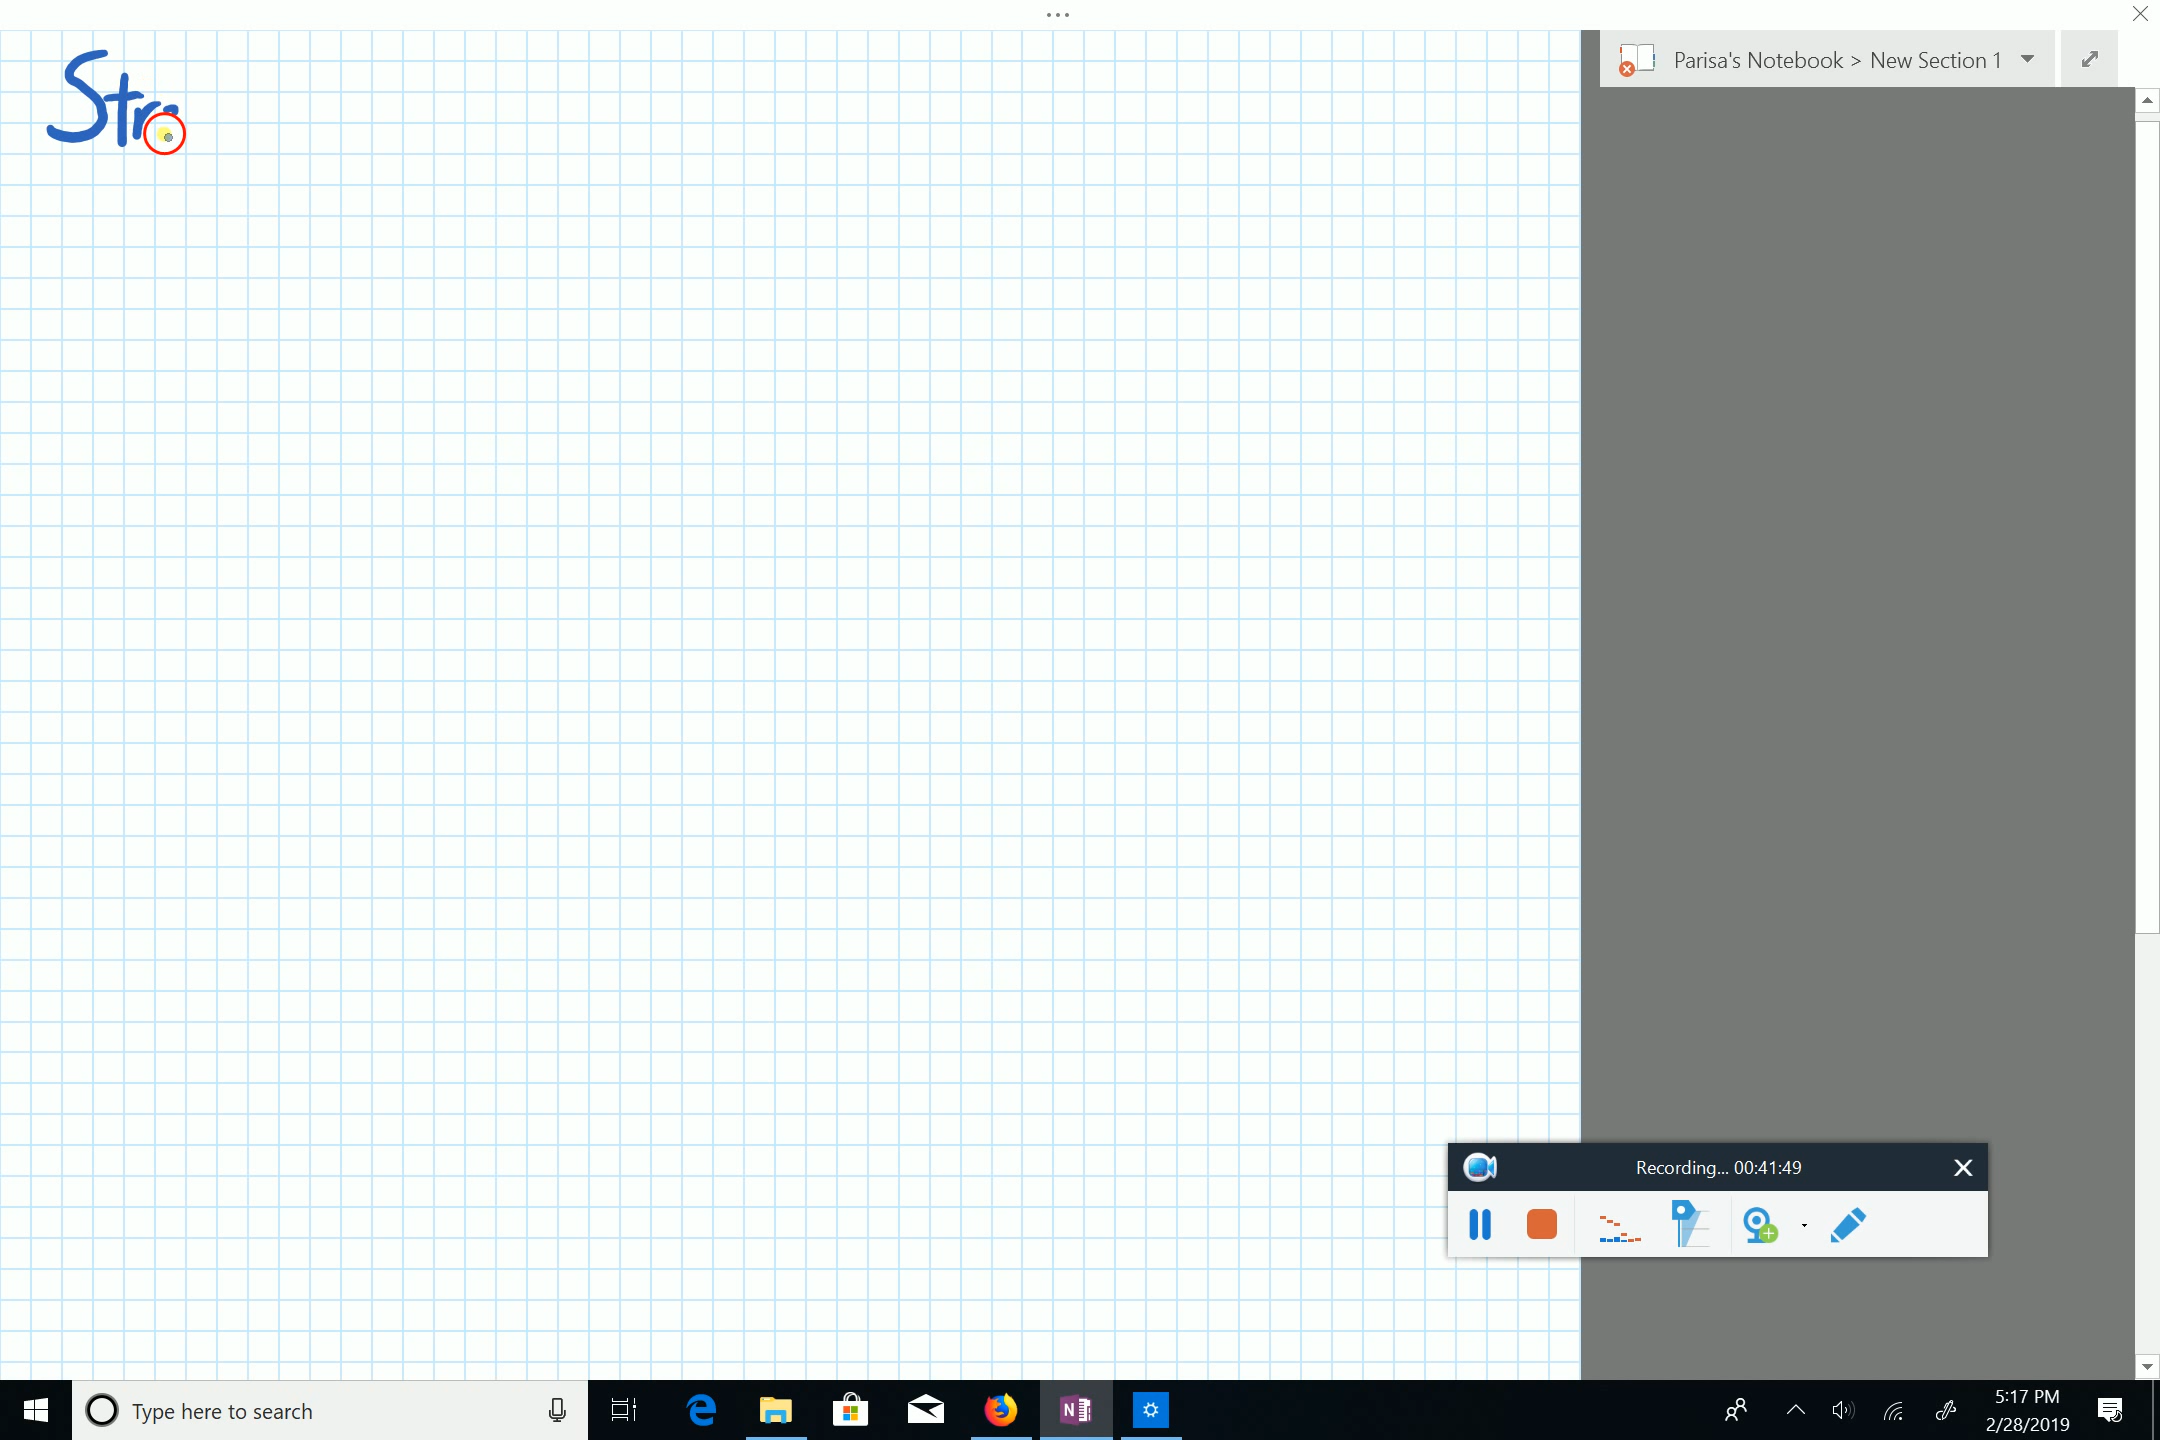 Parisa's Notebook > New Section 1
Str
Recording... 00:41:49
Type here to search
5:17 PM
2/28/2019